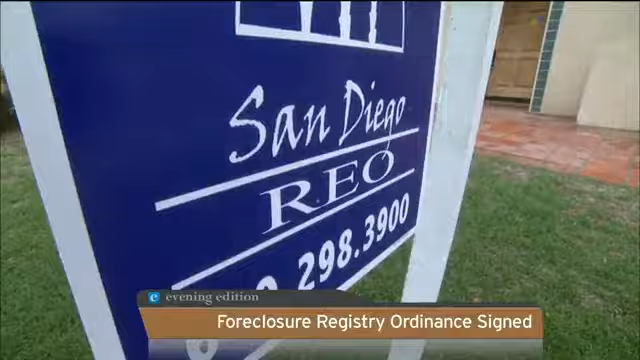 San Diego
REO
298.3900
evening edition
Foreclosure Registry Ordinance Signed